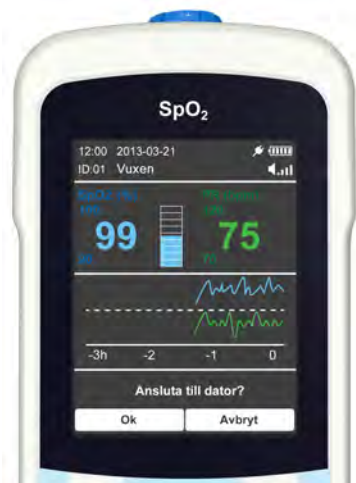 SpO2
12:00 2013-03-21
ID:01 Vuxen
99 75
-3h -2 -1 0
Ansluta till dator?
Ok Avbryt